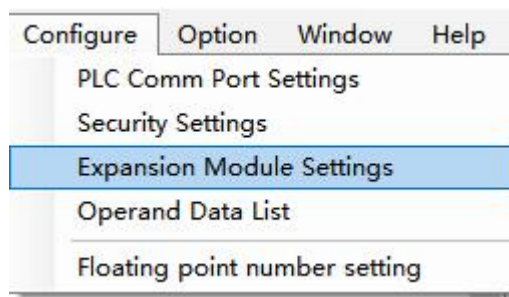 Configure Option Window Help
PLC Comm Port Settings
Security Settings
Expansion Module Settings
Operand Data List
Floating point number setting